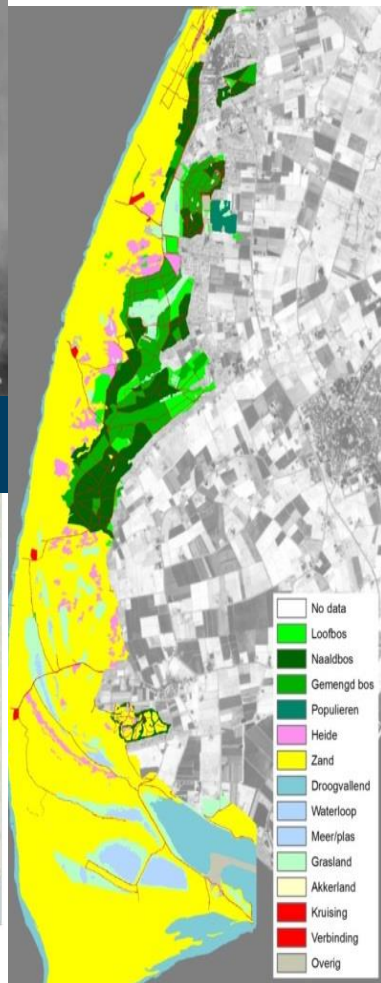 No data
Loofbos
Naaldbos
Gemengd bos
Populieren
Heide
Zand
Droogvallend
Waterloop
Meer/plas
Grasland
Akkerland
Kruising
Verbinding
Overig